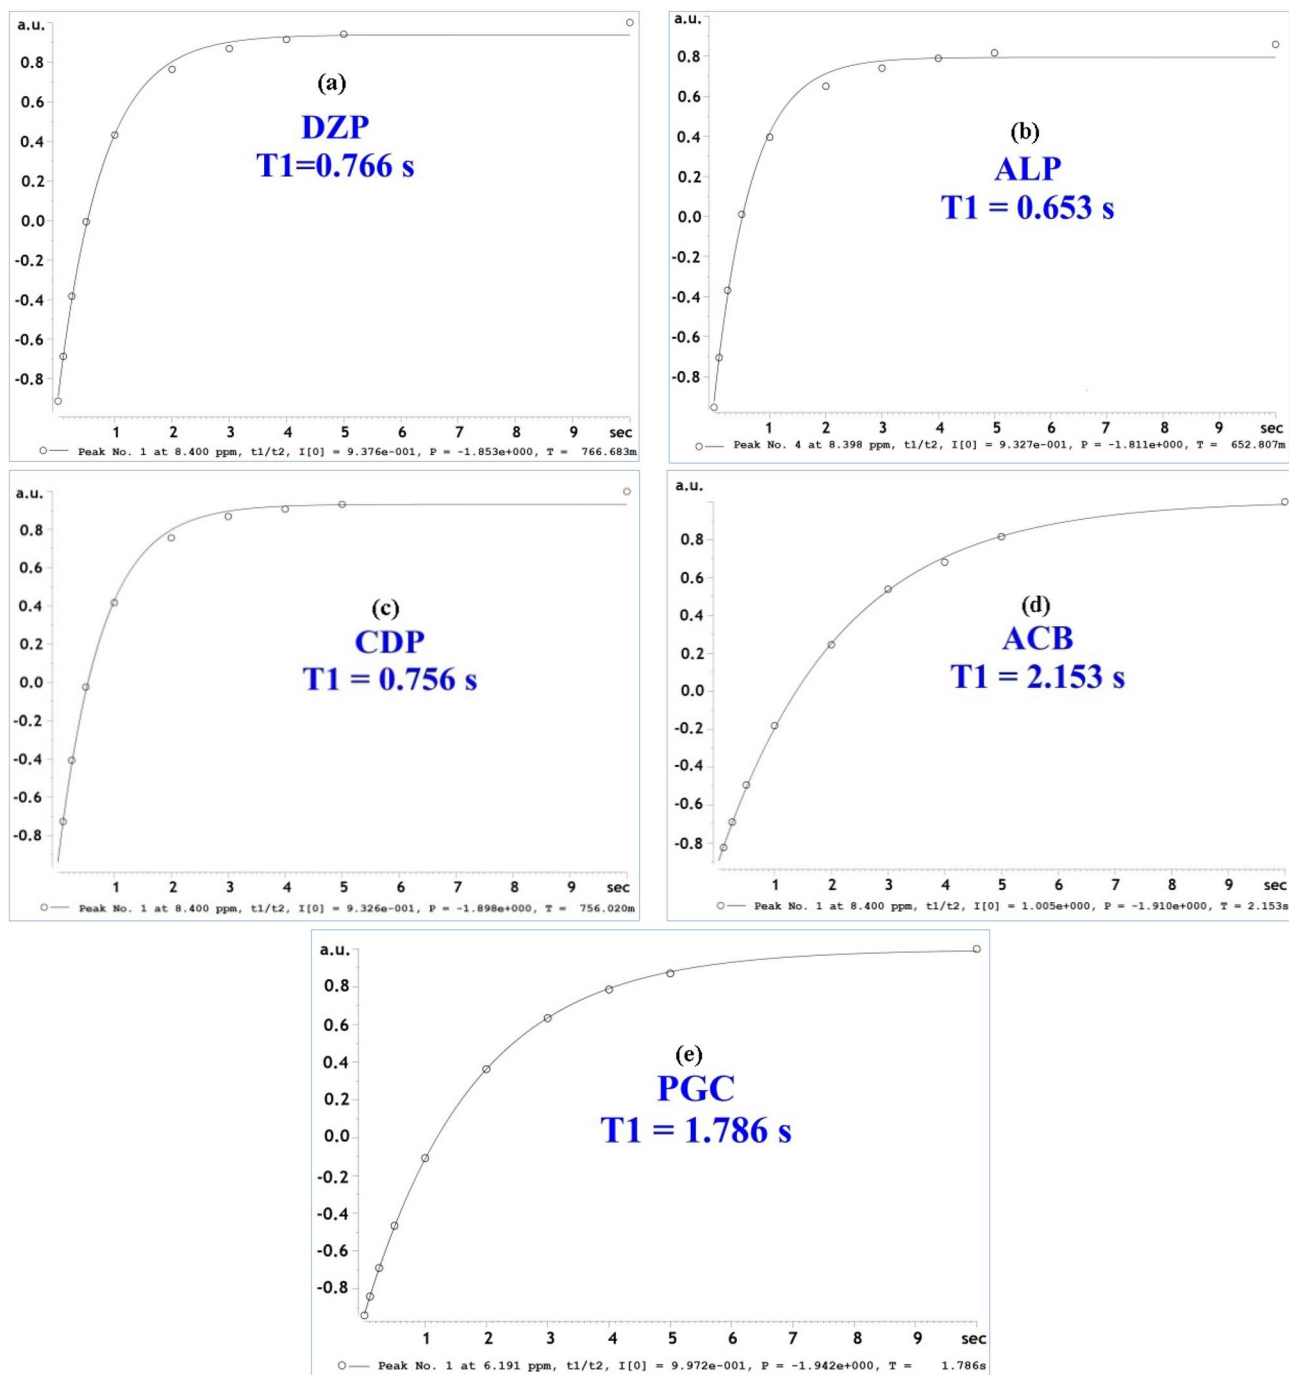 a.u.
0.8
0.6
0.4
0.2
0.0
-0.2
-0.4
-0.6
-0.8
(a)
DZP
T1=0.766 s
1 2 3 4 5 6 7 8 9 sec
Peak No. 1 at 8.400 ppm, t1/t2, I[0] = 9.376e-001, P = -1.853e+000, T = 766.683m
a.u.
0.8
0.6
0.4
0.2
0.0
-0.2
-0.4
-0.6
-0.8
(b)
ALP
T1 = 0.653 s
1 2 3 4 5 6 7 8 9 sec
Peak No. 4 at 8.398 ppm, t1/t2, I[0] = 9.327e-001, P = -1.811e+000, T = 652.807m
a.u.
0.8
0.6
0.4
0.2
0.0
-0.2
-0.4
-0.6
-0.8
(c)
CDP
T1 = 0.756 s
1 2 3 4 5 6 7 8 9 sec
Peak No. 1 at 8.400 ppm, t1/t2, I[0] = 9.326e-001, P = -1.898e+000, T = 756.020m
a.u.
0.8
0.6
0.4
0.2
0.0
-0.2
-0.4
-0.6
-0.8
(d)
ACB
T1 = 2.153 s
1 2 3 4 5 6 7 8 9 sec
Peak No. 1 at 8.400 ppm, t1/t2, I[0] = 1.005e+000, P = -1.910e+000, T = 2.153s
a.u.
0.8
0.6
0.4
0.2
0.0
-0.2
-0.4
-0.6
-0.8
(e)
PGC
T1 = 1.786 s
1 2 3 4 5 6 7 8 9 sec
Peak No. 1 at 6.191 ppm, t1/t2, I[0] = 9.972e-001, P = -1.942e+000, T = 1.786s